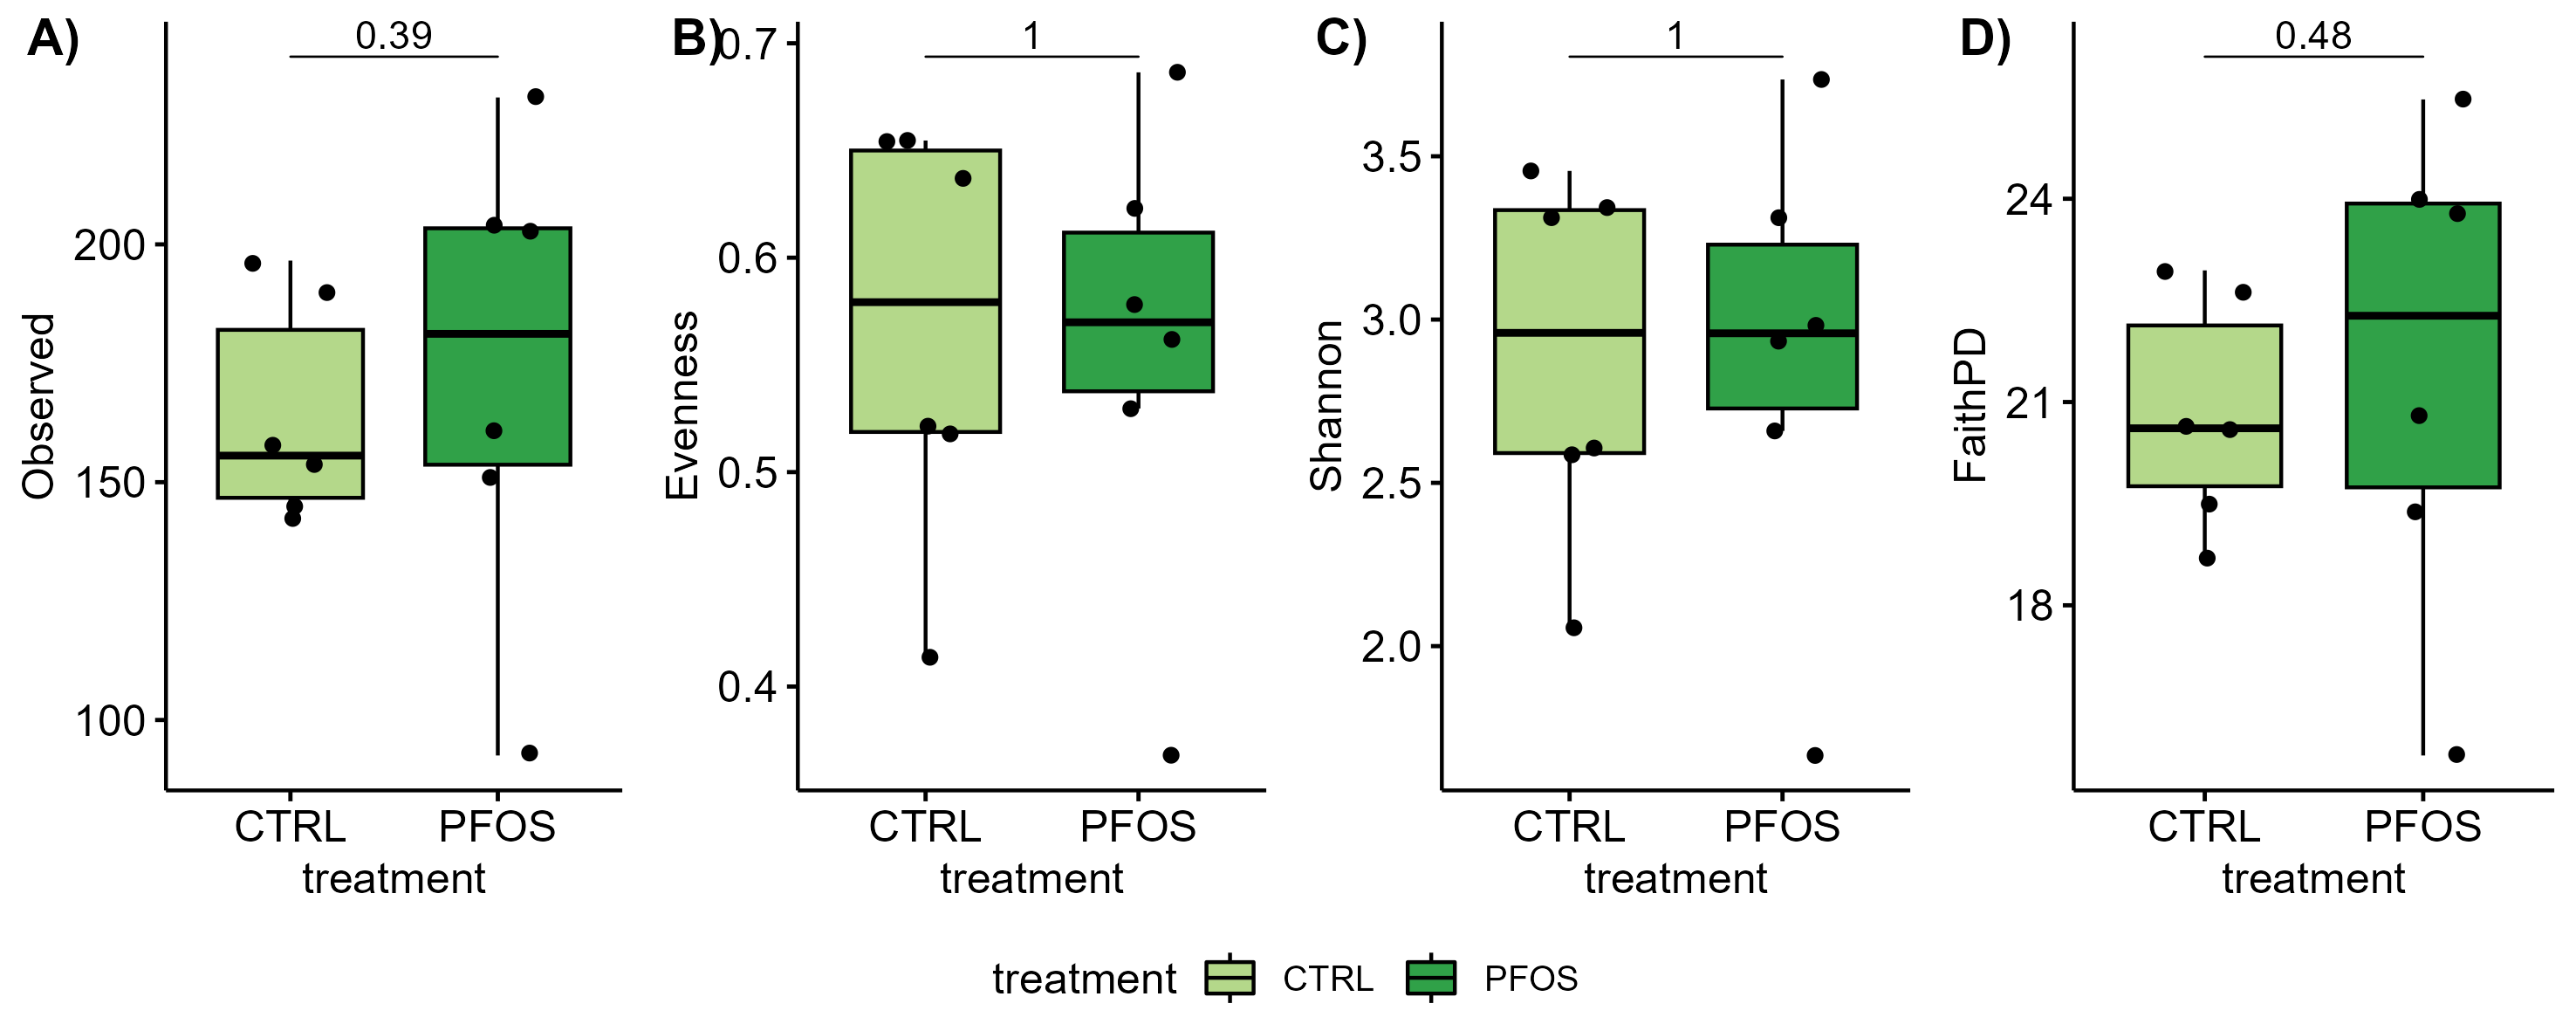 A)
0.39
Observed
200
150
100
CTRL PFOS
treatment
B)
1
Evenness
0.7
0.6
0.5
0.4
CTRL PFOS
treatment
C)
1
Shannon
3.5
3.0
2.5
2.0
CTRL PFOS
treatment
D)
0.48
FaithPD
24
21
18
CTRL PFOS
treatment
treatment CTRL PFOS